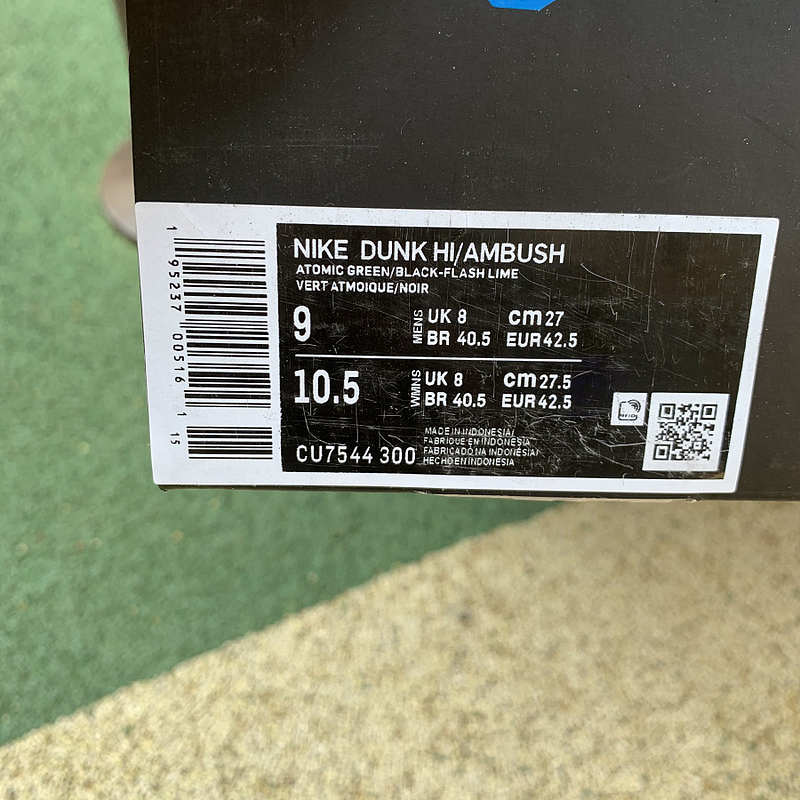 NIKE DUNK HI/AMBUSH
ATOMIC GREEN/BLACK-FLASH LIME
VERT ATMOIQUE/NOIR
9 MENS UK 8 cm 27
BR 40.5 EUR 42.5
10.5 WMNS UK 8 cm 27.5
BR 40.5 EUR 42.5
CU7544 300
MADE IN INDONESIA/
FABRIQUE EN INDONESIA
FABRICADO NA INDONESIA/
HECHO EN INDONESIA
RFID
1 95237 00516 1 15